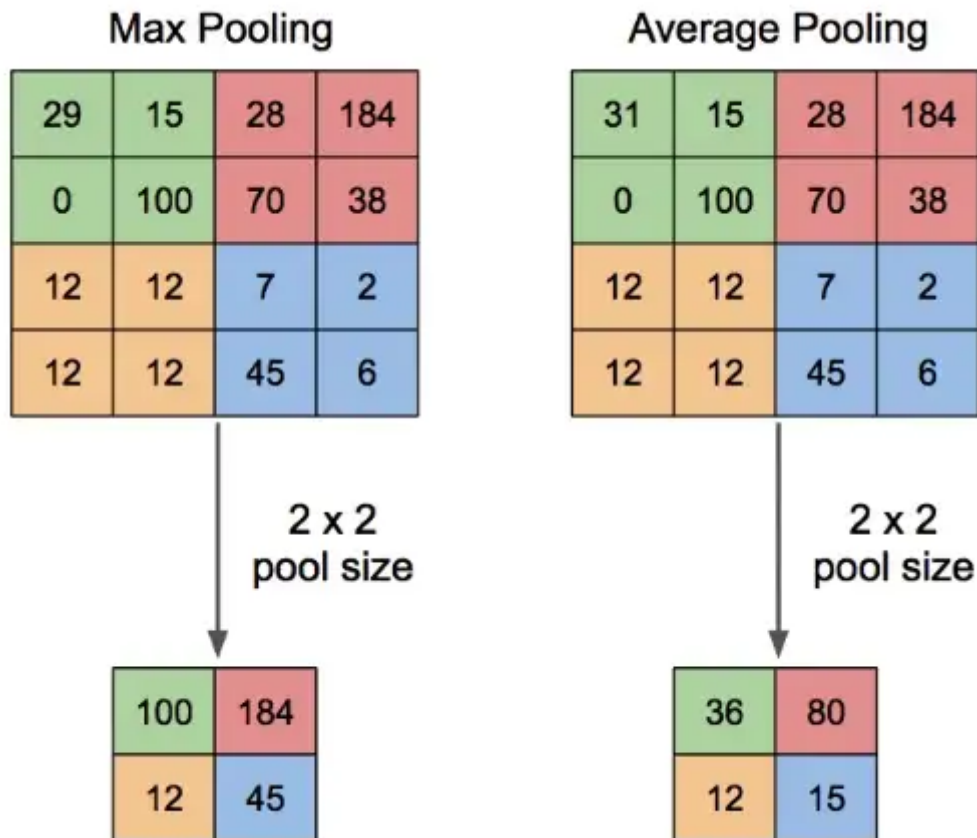 Max Pooling
29 15 28 184
0 100 70 38
12 12 7 2
12 12 45 6
2 x 2
pool size
100 184
12 45
Average Pooling
31 15 28 184
0 100 70 38
12 12 7 2
12 12 45 6
2 x 2
pool size
36 80
12 15